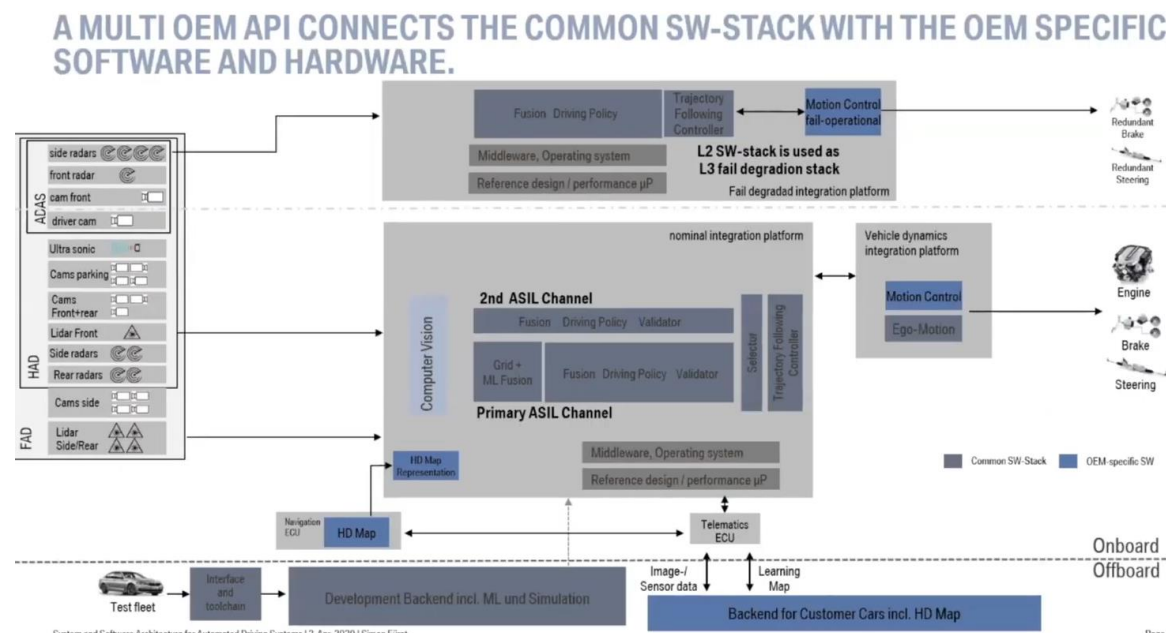 A MULTI OEM API CONNECTS THE COMMON SW-STACK WITH THE OEM SPECIFIC
SOFTWARE AND HARDWARE.
Fusion Driving Policy
Trajectory
Following
Controller
Motion Control
fail-operational
Redundant
Brake
Redundant
Steering
Middleware, Operating system
Reference design / performance µP
L2 SW-stack is used as
L3 fail degradion stack
Fail degradad integration platform
ADAS
side radars
front radar
cam front
driver cam
HAD
Ultra sonic
Cams parking
Cams
Front+rear
Lidar Front
Side radars
Rear radars
FAD
Cams side
Lidar
Side/Rear
nominal integration platform
Computer Vision
2nd ASIL Channel
Fusion Driving Policy Validator
Grid +
ML Fusion
Fusion Driving Policy Validator
Primary ASIL Channel
Selector
Trajectory Following
Controller
HD Map
Representation
Middleware, Operating system
Reference design / performance µP
Vehicle dynamics
integration platform
Motion Control
Ego-Motion
Engine
Brake
Steering
Common SW-Stack
OEM-specific SW
Navigation
ECU
HD Map
Telematics
ECU
Onboard
Offboard
Test fleet
Interface
and
toolchain
Development Backend incl. ML und Simulation
Image-/
Sensor data
Learning
Map
Backend for Customer Cars incl. HD Map